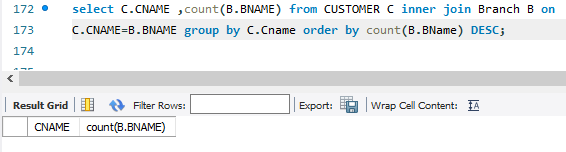 172 select C.CNAME ,count(B.BNAME) from CUSTOMER C inner join Branch B on
173 C.CNAME=B.BNAME group by C.Cname order by count(B.BName) DESC;
174
Result Grid Filter Rows: Export: Wrap Cell Content:
CNAME count(B.BNAME)